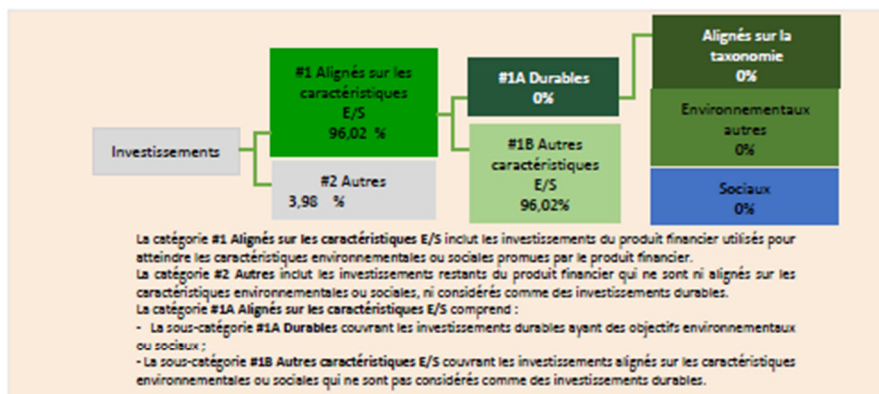 Investissements
#1 Alignés sur les
caractéristiques
E/S
96,02 %
#2 Autres
3,98 %
#1A Durables
0%
#1B Autres
caractéristiques
E/S
96,02%
Alignés sur la
taxonomie
0%
Environnementaux
autres
0%
Sociaux
0%
La catégorie #1 Alignés sur les caractéristiques E/S inclut les investissements du produit financier utilisés pour
atteindre les caractéristiques environnementales ou sociales promues par le produit financier.
La catégorie #2 Autres inclut les investissements restants du produit financier qui ne sont ni alignés sur les
caractéristiques environnementales ou sociales, ni considérés comme des investissements durables.
La catégorie #1A Alignés sur les caractéristiques E/S comprend :
- La sous-catégorie #1A Durables couvrant les investissements durables ayant des objectifs environnementaux
ou sociaux ;
- La sous-catégorie #1B Autres caractéristiques E/S couvrant les investissements alignés sur les caractéristiques
environnementales ou sociales qui ne sont pas considérés comme des investissements durables.